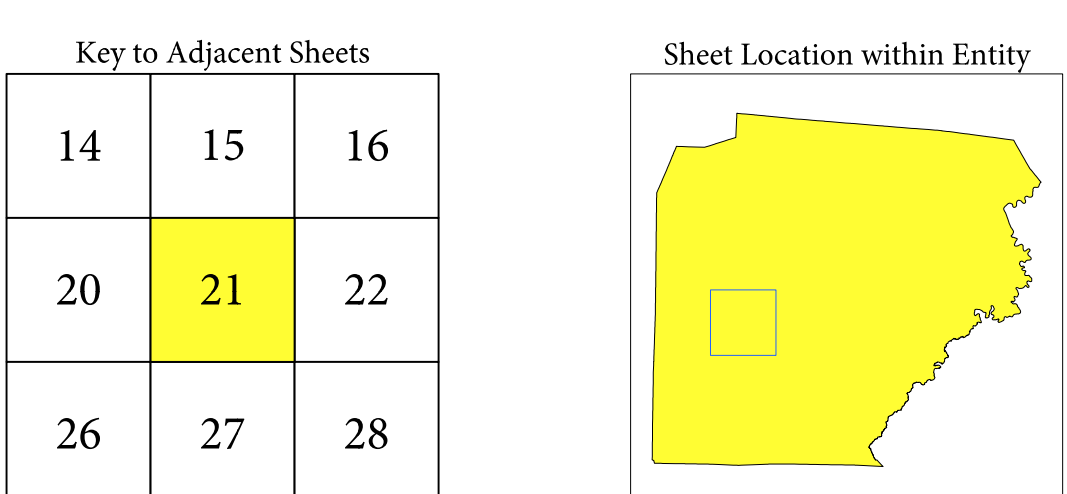 Key to Adjacent Sheets
14 15 16
20 21 22
26 27 28
Sheet Location within Entity